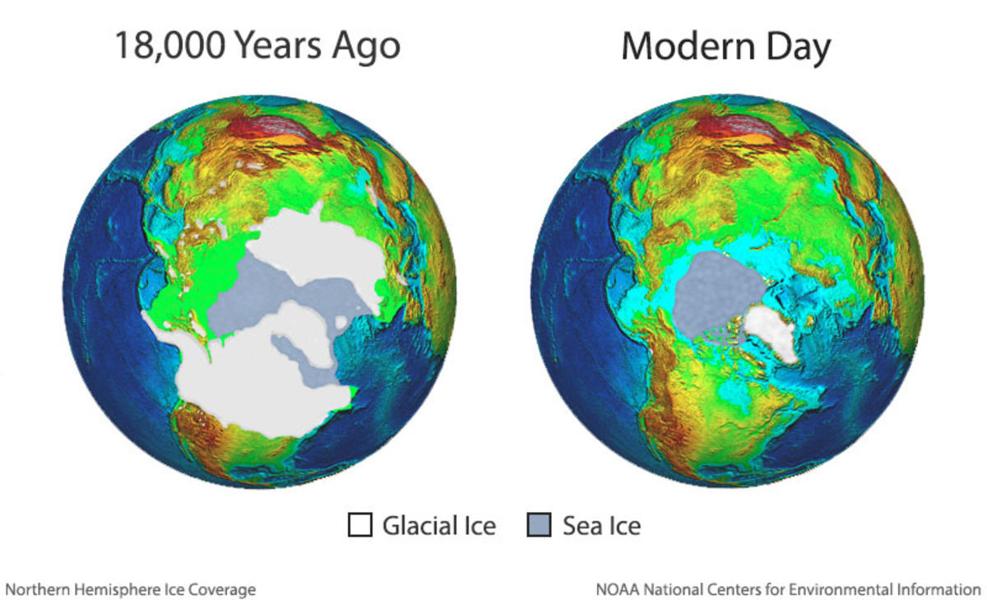 18,000 Years Ago
Modern Day
Glacial Ice
Sea Ice
Northern Hemisphere Ice Coverage
NOAA National Centers for Environmental Information